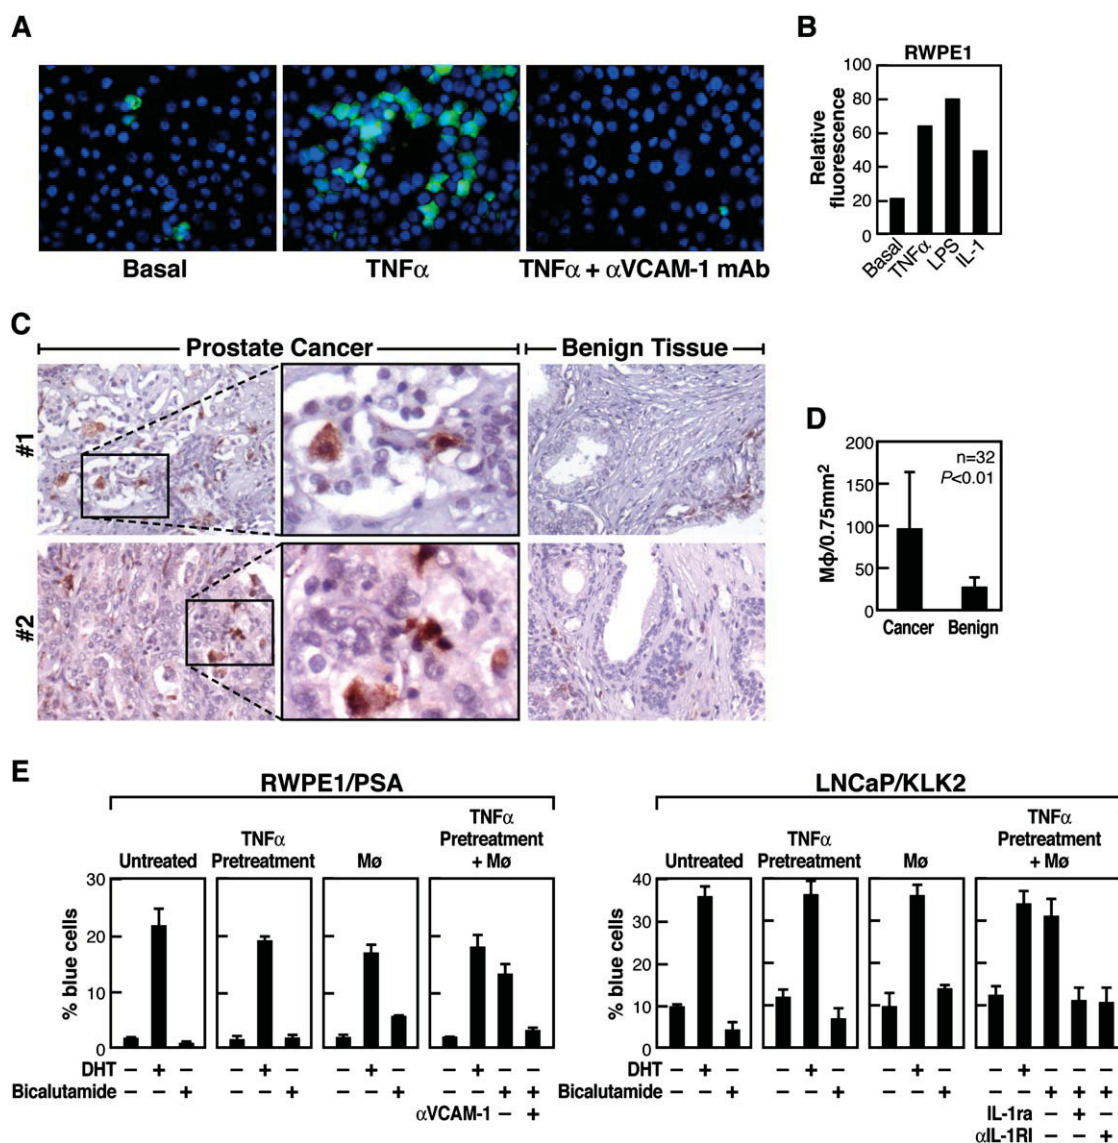 A
Basal
TNFα
TNFα + αVCAM-1 mAb
B
RWPE1
Relative
fluorescence
100
80
60
40
20
0
Basal
TNFα
LPS
IL-1
C
Prostate Cancer
Benign Tissue
#1
#2
D
n=32
P<0.01
Mϕ/0.75mm²
200
150
100
50
0
Cancer
Benign
E
RWPE1/PSA
Untreated
TNFα
Pretreatment
Mø
TNFα
Pretreatment
+ Mø
% blue cells
30
20
10
0
DHT – + – – + – – + – – + – –
Bicalutamide – – + – – + – – + – – + +
αVCAM-1 – +
LNCaP/KLK2
Untreated
TNFα
Pretreatment
Mø
TNFα
Pretreatment
+ Mø
% blue cells
40
30
20
10
0
DHT – + – – + – – + – – + – – –
Bicalutamide – – + – – + – – + – – + + +
IL-1ra – + –
αIL-1RI – – +